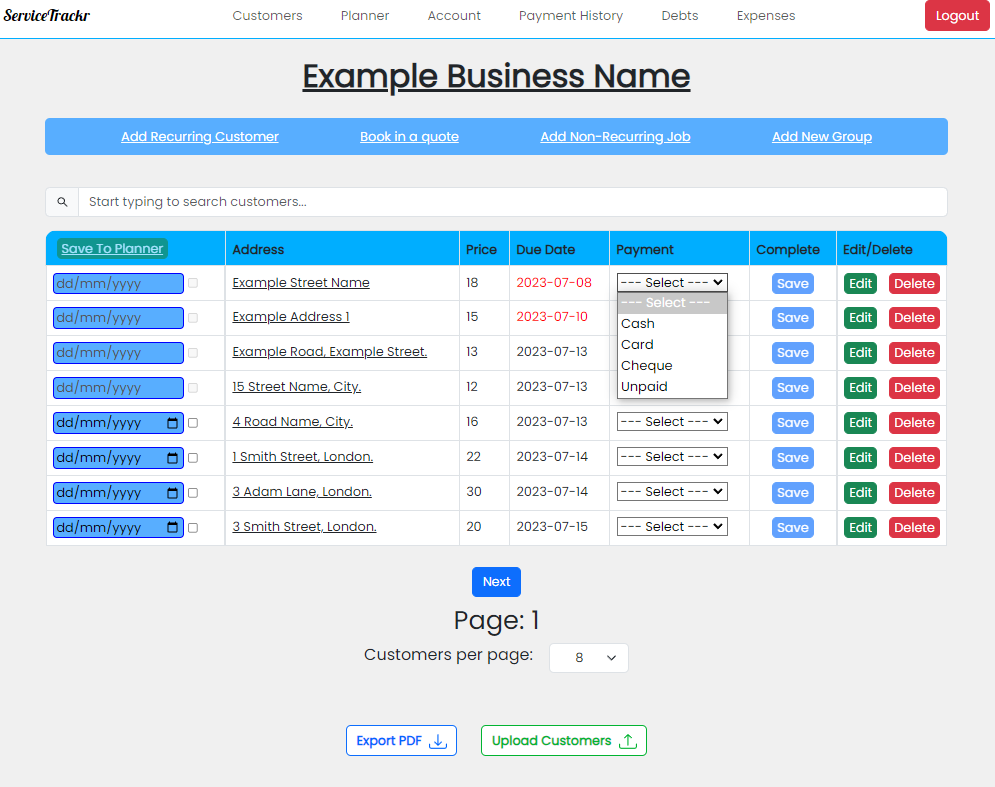 ServiceTrackr Customers Planner Account Payment History Debts Expenses Logout
Example Business Name
Add Recurring Customer Book in a quote Add Non-Recurring Job Add New Group
Start typing to search customers...
Save To Planner Address Price Due Date Payment Complete Edit/Delete
dd/mm/yyyy Example Street Name 18 2023-07-08 --- Select --- Save Edit Delete
--- Select ---
dd/mm/yyyy Example Address 1 15 2023-07-10 Cash Save Edit Delete
Card
dd/mm/yyyy Example Road, Example Street. 13 2023-07-13 Cheque Save Edit Delete
dd/mm/yyyy 15 Street Name, City. 12 2023-07-13 Unpaid Save Edit Delete
dd/mm/yyyy 4 Road Name, City. 16 2023-07-13 --- Select --- Save Edit Delete
dd/mm/yyyy 1 Smith Street, London. 22 2023-07-14 --- Select --- Save Edit Delete
dd/mm/yyyy 3 Adam Lane, London. 30 2023-07-14 --- Select --- Save Edit Delete
dd/mm/yyyy 3 Smith Street, London. 20 2023-07-15 --- Select --- Save Edit Delete
Next
Page: 1
Customers per page: 8
Export PDF Upload Customers